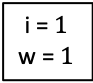 i = 1
w = 1